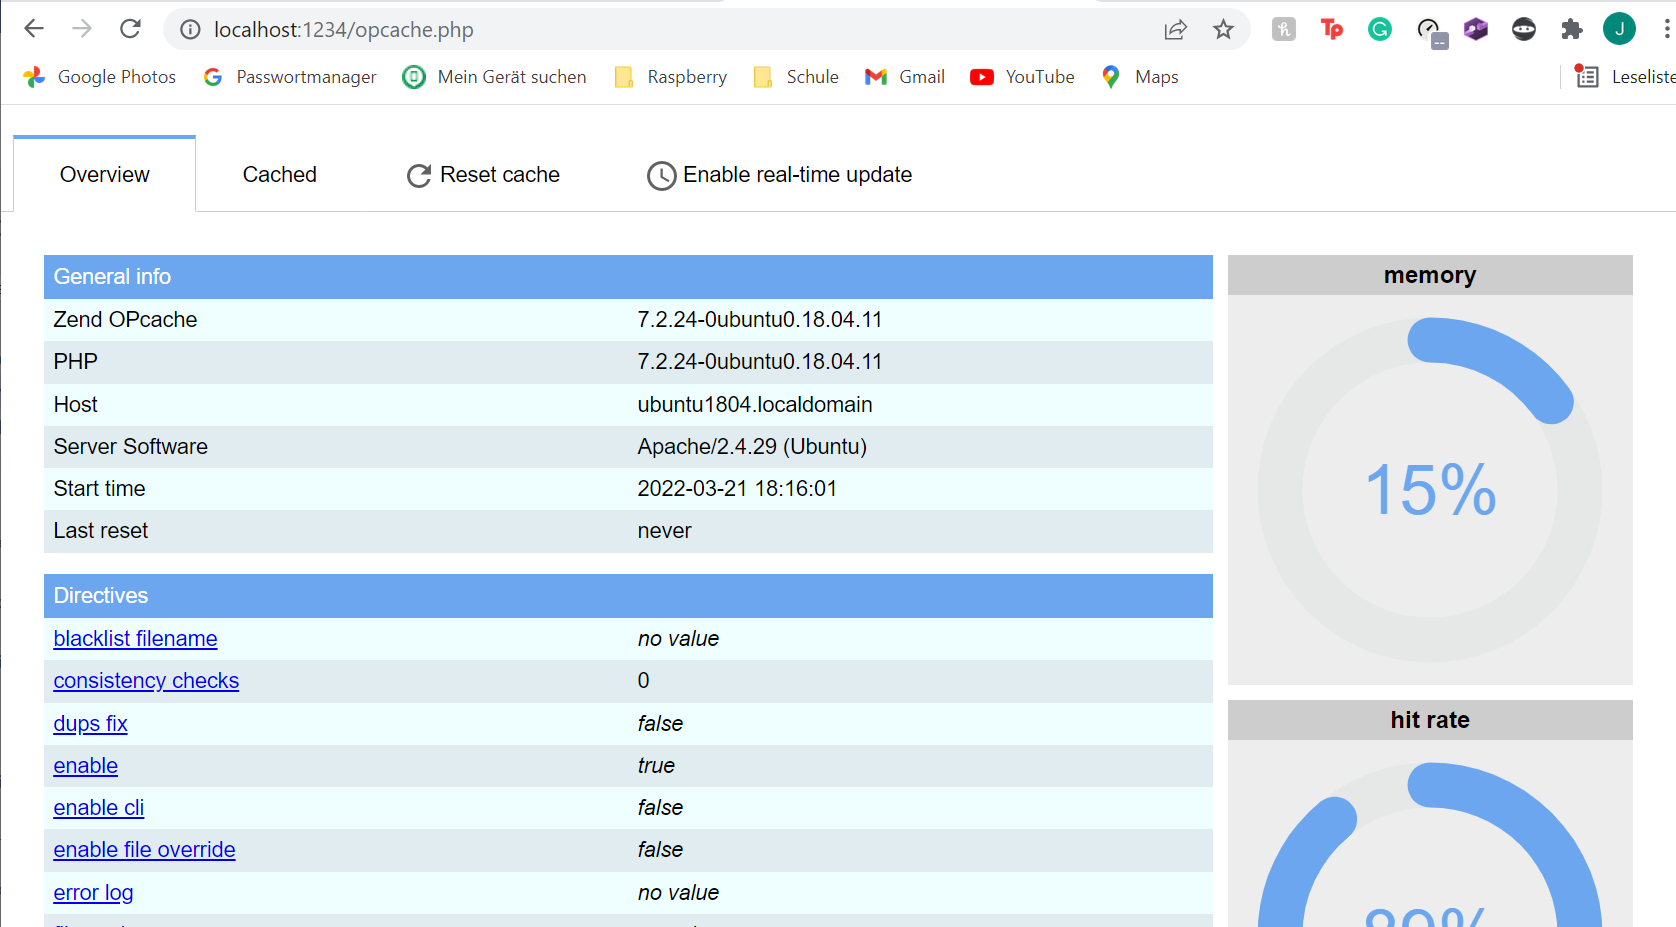 localhost:1234/opcache.php
J
Google Photos Passwortmanager Mein Gerät suchen Raspberry Schule Gmail YouTube Maps Leseliste
Overview Cached Reset cache Enable real-time update
General info
Zend OPcache 7.2.24-0ubuntu0.18.04.11
PHP 7.2.24-0ubuntu0.18.04.11
Host ubuntu1804.localdomain
Server Software Apache/2.4.29 (Ubuntu)
Start time 2022-03-21 18:16:01
Last reset never
Directives
blacklist filename no value
consistency checks 0
dups fix false
enable true
enable cli false
enable file override false
error log no value
memory
15%
hit rate